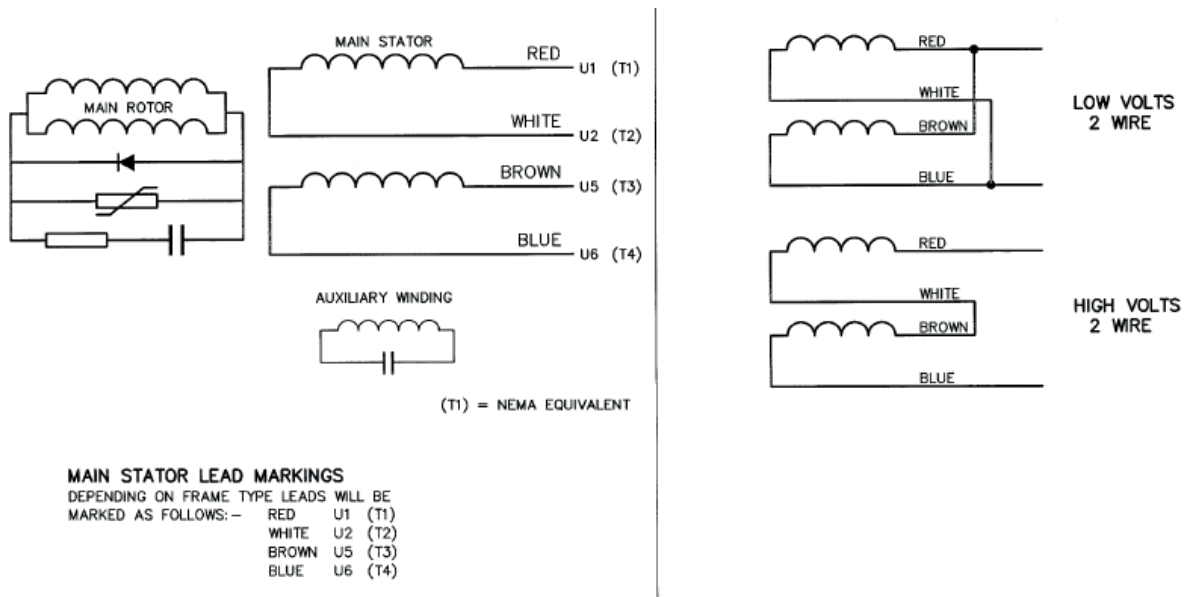 MAIN STATOR
RED
U1 (T1)
MAIN ROTOR
WHITE
U2 (T2)
BROWN
U5 (T3)
BLUE
U6 (T4)
AUXILIARY WINDING
(T1) = NEMA EQUIVALENT
MAIN STATOR LEAD MARKINGS
DEPENDING ON FRAME TYPE LEADS WILL BE
MARKED AS FOLLOWS:- RED U1 (T1)
WHITE U2 (T2)
BROWN U5 (T3)
BLUE U6 (T4)
RED
WHITE
BROWN
BLUE
LOW VOLTS
2 WIRE
RED
WHITE
BROWN
BLUE
HIGH VOLTS
2 WIRE